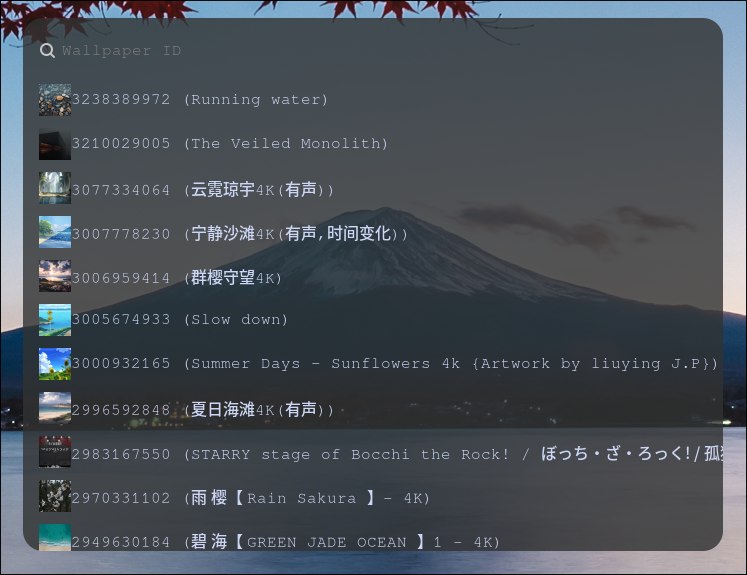 Wallpaper ID
3238389972 (Running water)
3210029005 (The Veiled Monolith)
3077334064 (云霓琼宇4K(有声))
3007778230 (宁静沙滩4K(有声,时间变化))
3006959414 (群樱守望4K)
3005674933 (Slow down)
3000932165 (Summer Days - Sunflowers 4k {Artwork by liuying J.P})
2996592848 (夏日海滩4K(有声))
2983167550 (STARRY stage of Bocchi the Rock! / ぼっち・ざ・ろっく!/孤
2970331102 (雨樱【Rain Sakura 】- 4K)
2949630184 (碧海【GREEN JADE OCEAN 】1 - 4K)